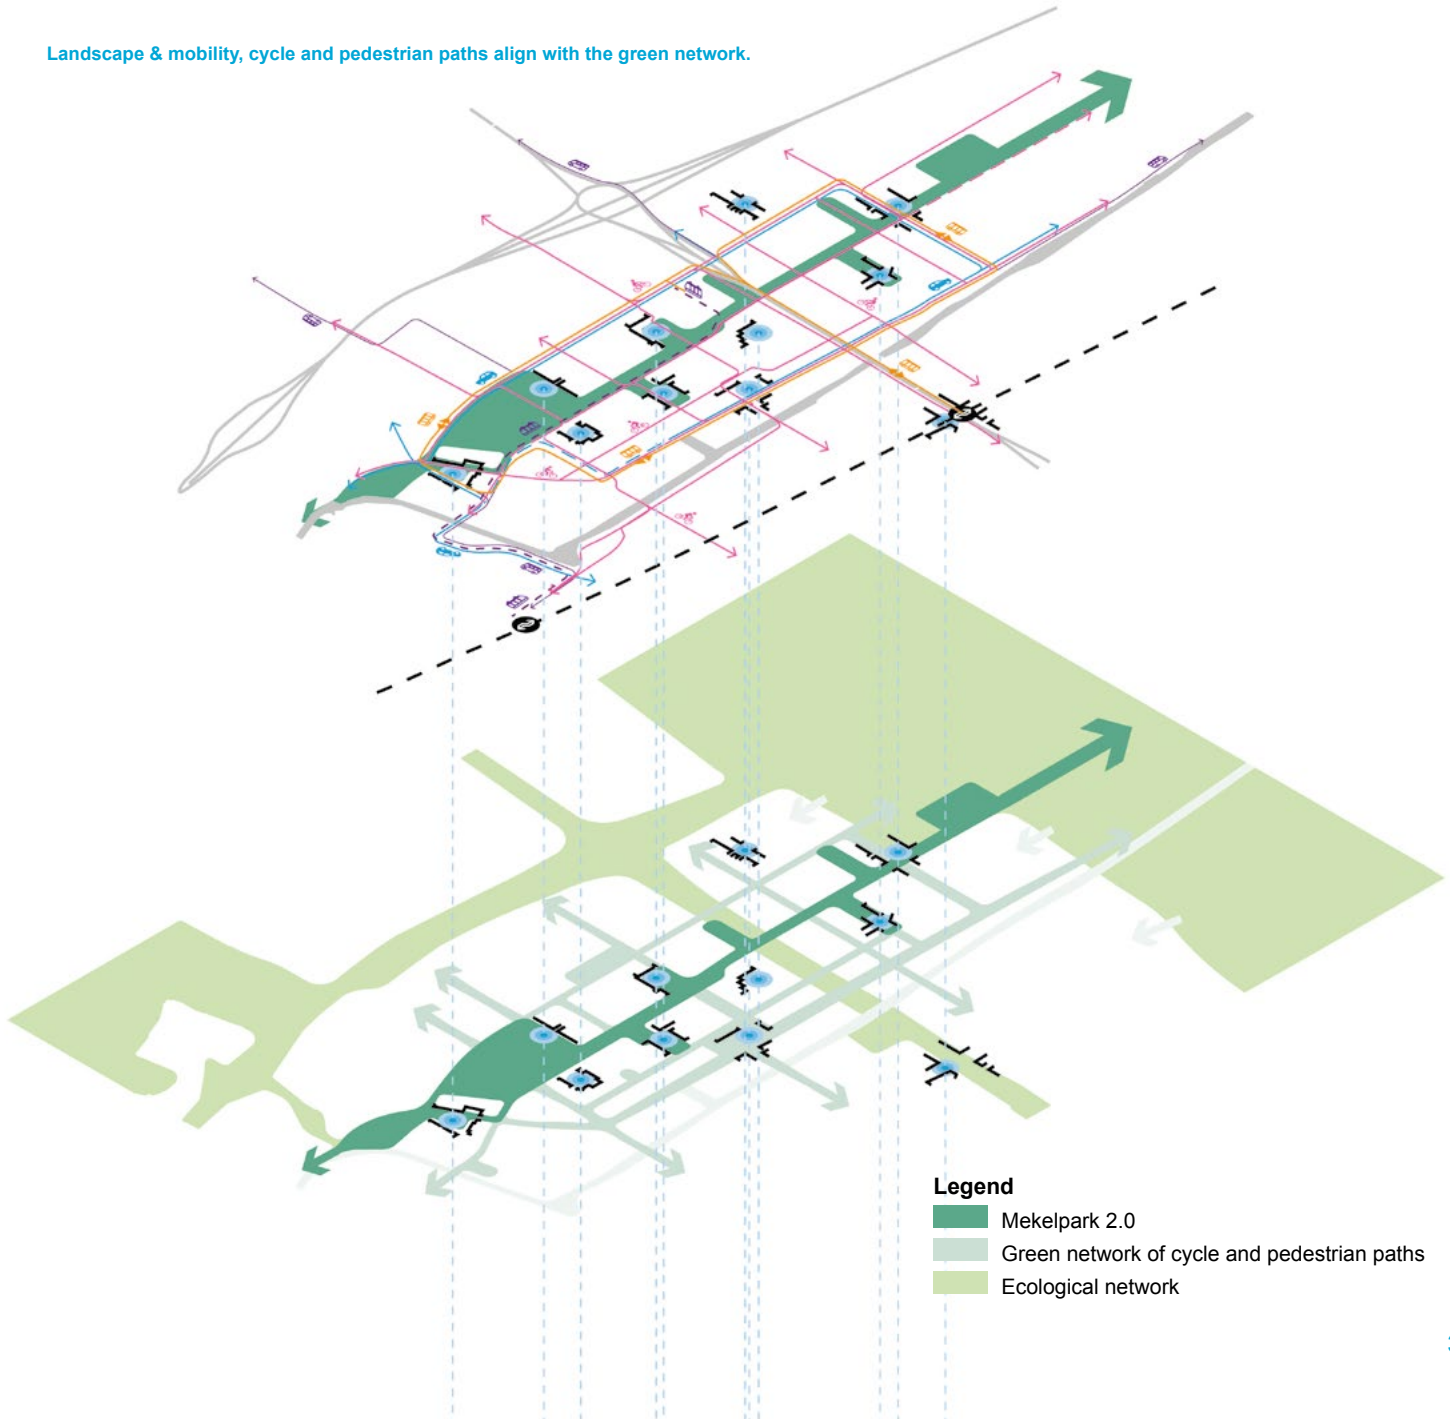 Landscape & mobility, cycle and pedestrian paths align with the green network.
Legend
Mekelpark 2.0
Green network of cycle and pedestrian paths
Ecological network